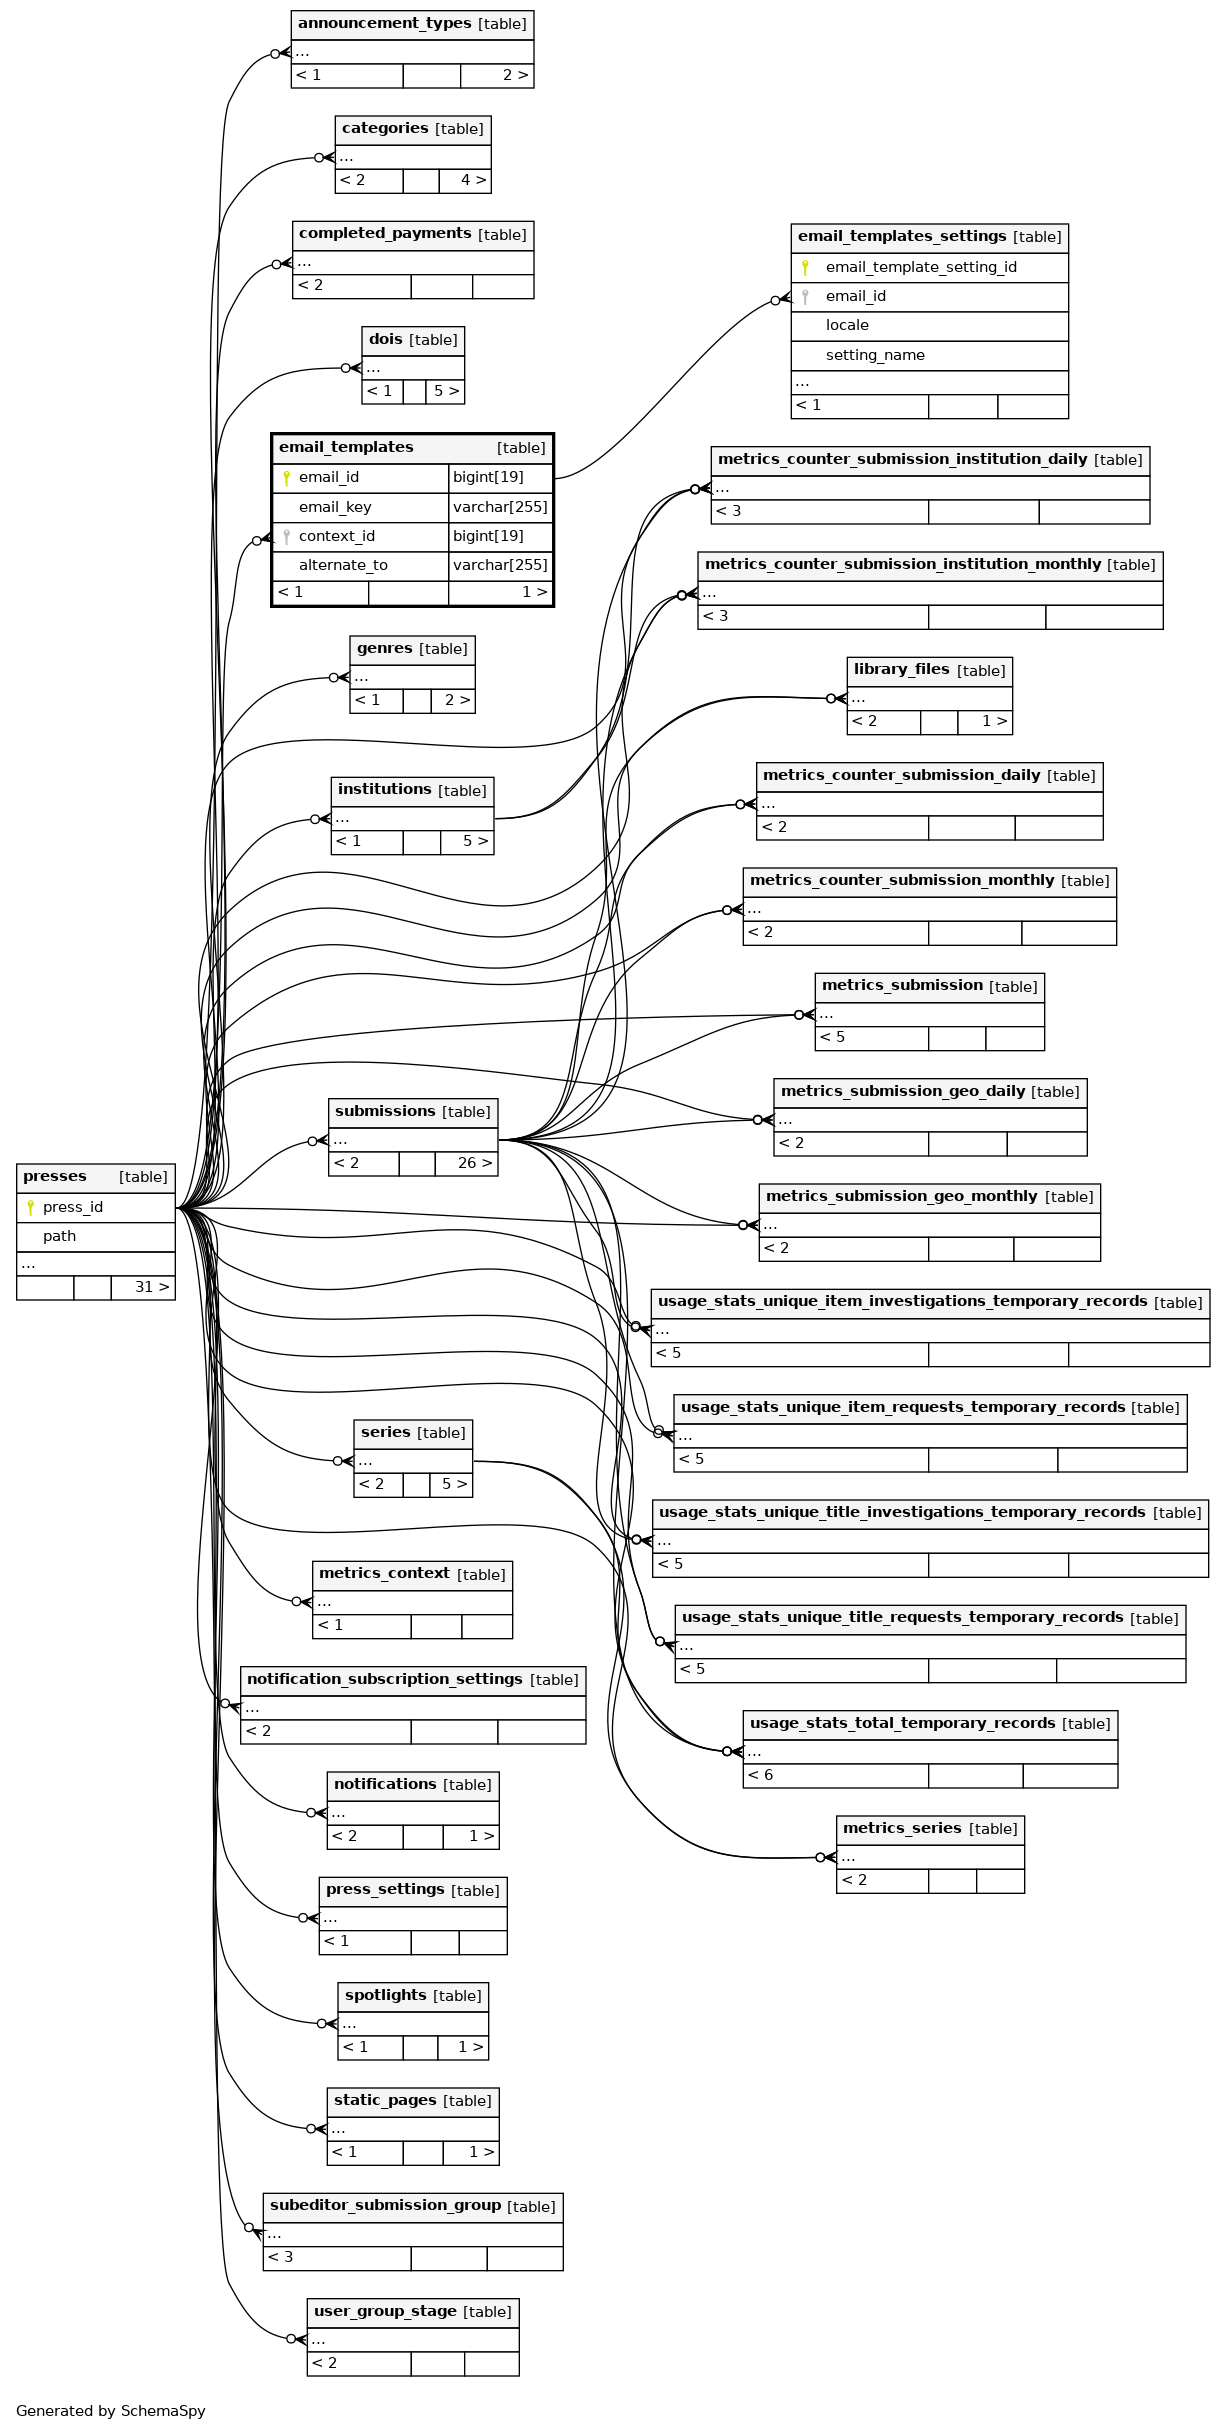 announcement_types [table]
...
< 1 2 >
categories [table]
...
< 2 4 >
completed_payments [table]
...
< 2
dois [table]
...
< 1 5 >
email_templates [table]
email_id bigint[19]
email_key varchar[255]
context_id bigint[19]
alternate_to varchar[255]
< 1 1 >
genres [table]
...
< 1 2 >
institutions [table]
...
< 1 5 >
submissions [table]
...
< 2 26 >
presses [table]
press_id
path
...
31 >
series [table]
...
< 2 5 >
metrics_context [table]
...
< 1
notification_subscription_settings [table]
...
< 2
notifications [table]
...
< 2 1 >
press_settings [table]
...
< 1
spotlights [table]
...
< 1 1 >
static_pages [table]
...
< 1 1 >
subeditor_submission_group [table]
...
< 3
user_group_stage [table]
...
< 2
email_templates_settings [table]
email_template_setting_id
email_id
locale
setting_name
...
< 1
metrics_counter_submission_institution_daily [table]
...
< 3
metrics_counter_submission_institution_monthly [table]
...
< 3
library_files [table]
...
< 2 1 >
metrics_counter_submission_daily [table]
...
< 2
metrics_counter_submission_monthly [table]
...
< 2
metrics_submission [table]
...
< 5
metrics_submission_geo_daily [table]
...
< 2
metrics_submission_geo_monthly [table]
...
< 2
usage_stats_unique_item_investigations_temporary_records [table]
...
< 5
usage_stats_unique_item_requests_temporary_records [table]
...
< 5
usage_stats_unique_title_investigations_temporary_records [table]
...
< 5
usage_stats_unique_title_requests_temporary_records [table]
...
< 5
usage_stats_total_temporary_records [table]
...
< 6
metrics_series [table]
...
< 2
Generated by SchemaSpy